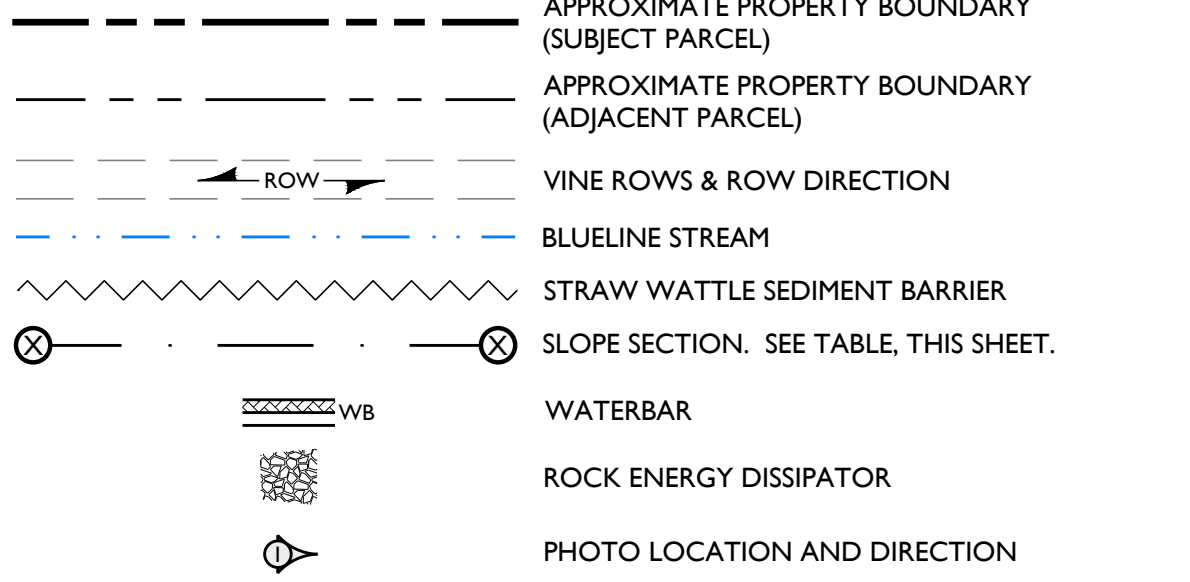 APPROXIMATE PROPERTY BOUNDARY
(SUBJECT PARCEL)
APPROXIMATE PROPERTY BOUNDARY
(ADJACENT PARCEL)
ROW VINE ROWS & ROW DIRECTION
BLUELINE STREAM
STRAW WATTLE SEDIMENT BARRIER
X X SLOPE SECTION. SEE TABLE, THIS SHEET.
WB WATERBAR
ROCK ENERGY DISSIPATOR
1 PHOTO LOCATION AND DIRECTION